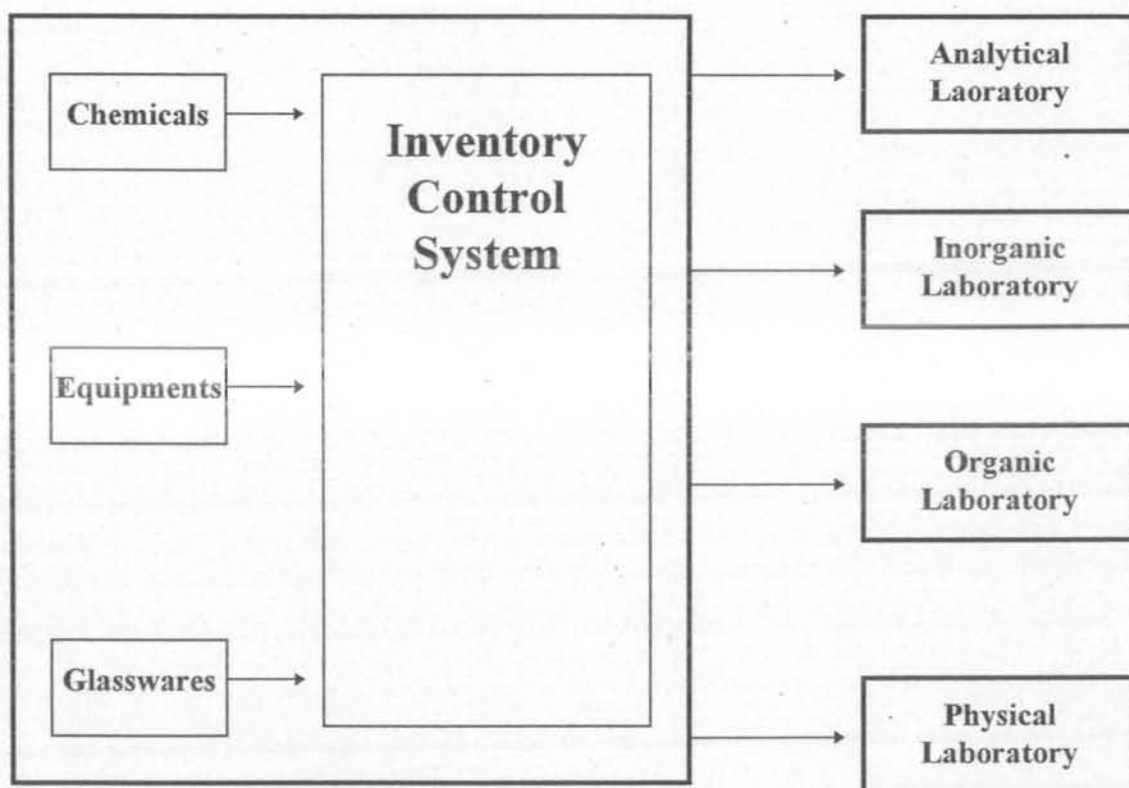 Chemicals
Equipments
Glasswares
Inventory
Control
System
Analytical
Laoratory
Inorganic
Laboratory
Organic
Laboratory
Physical
Laboratory